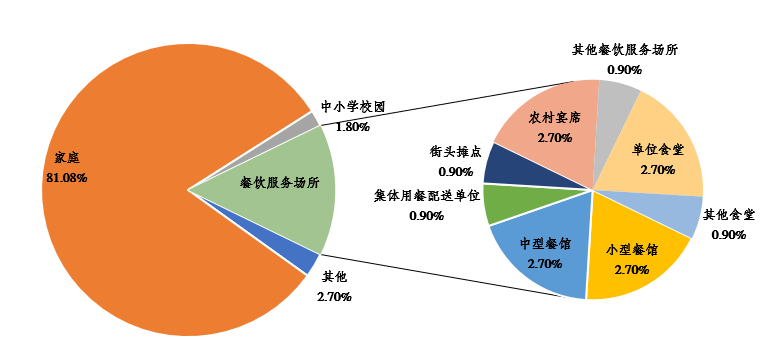 家庭
81.08%
中小学校园
1.80%
餐饮服务场所
其他
2.70%
其他餐饮服务场所
0.90%
农村宴席
2.70%
单位食堂
2.70%
街头摊点
0.90%
集体用餐配送单位
0.90%
其他食堂
0.90%
中型餐馆
2.70%
小型餐馆
2.70%